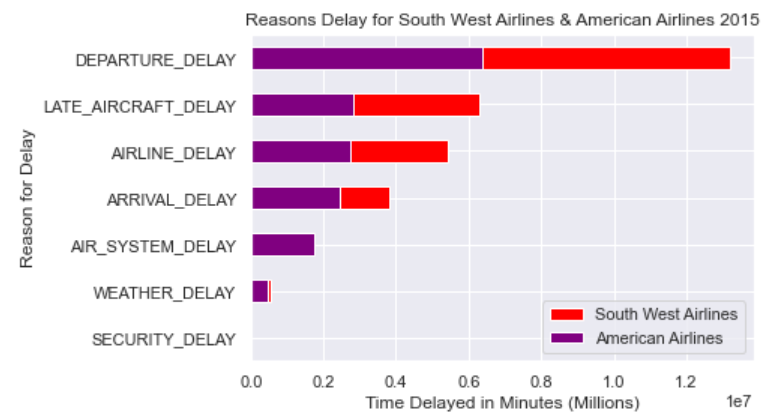 Reasons Delay for South West Airlines & American Airlines 2015
Reason for Delay
DEPARTURE_DELAY
LATE_AIRCRAFT_DELAY
AIRLINE_DELAY
ARRIVAL_DELAY
AIR_SYSTEM_DELAY
WEATHER_DELAY
SECURITY_DELAY
South West Airlines
American Airlines
0.0 0.2 0.4 0.6 0.8 1.0 1.2
1e7
Time Delayed in Minutes (Millions)